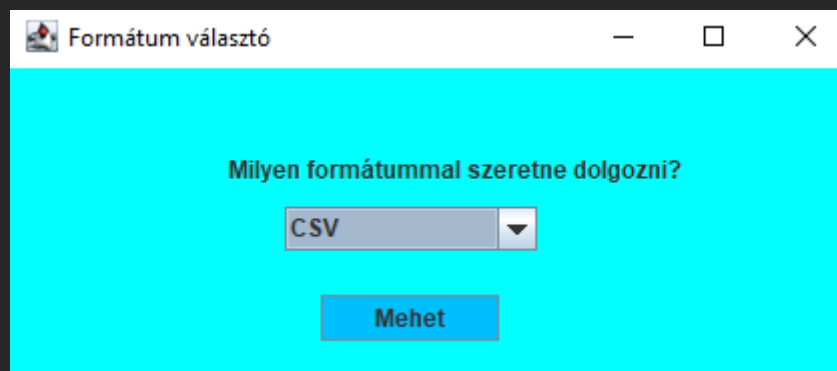 Formátum választó
Milyen formátummal szeretne dolgozni?
CSV
Mehet